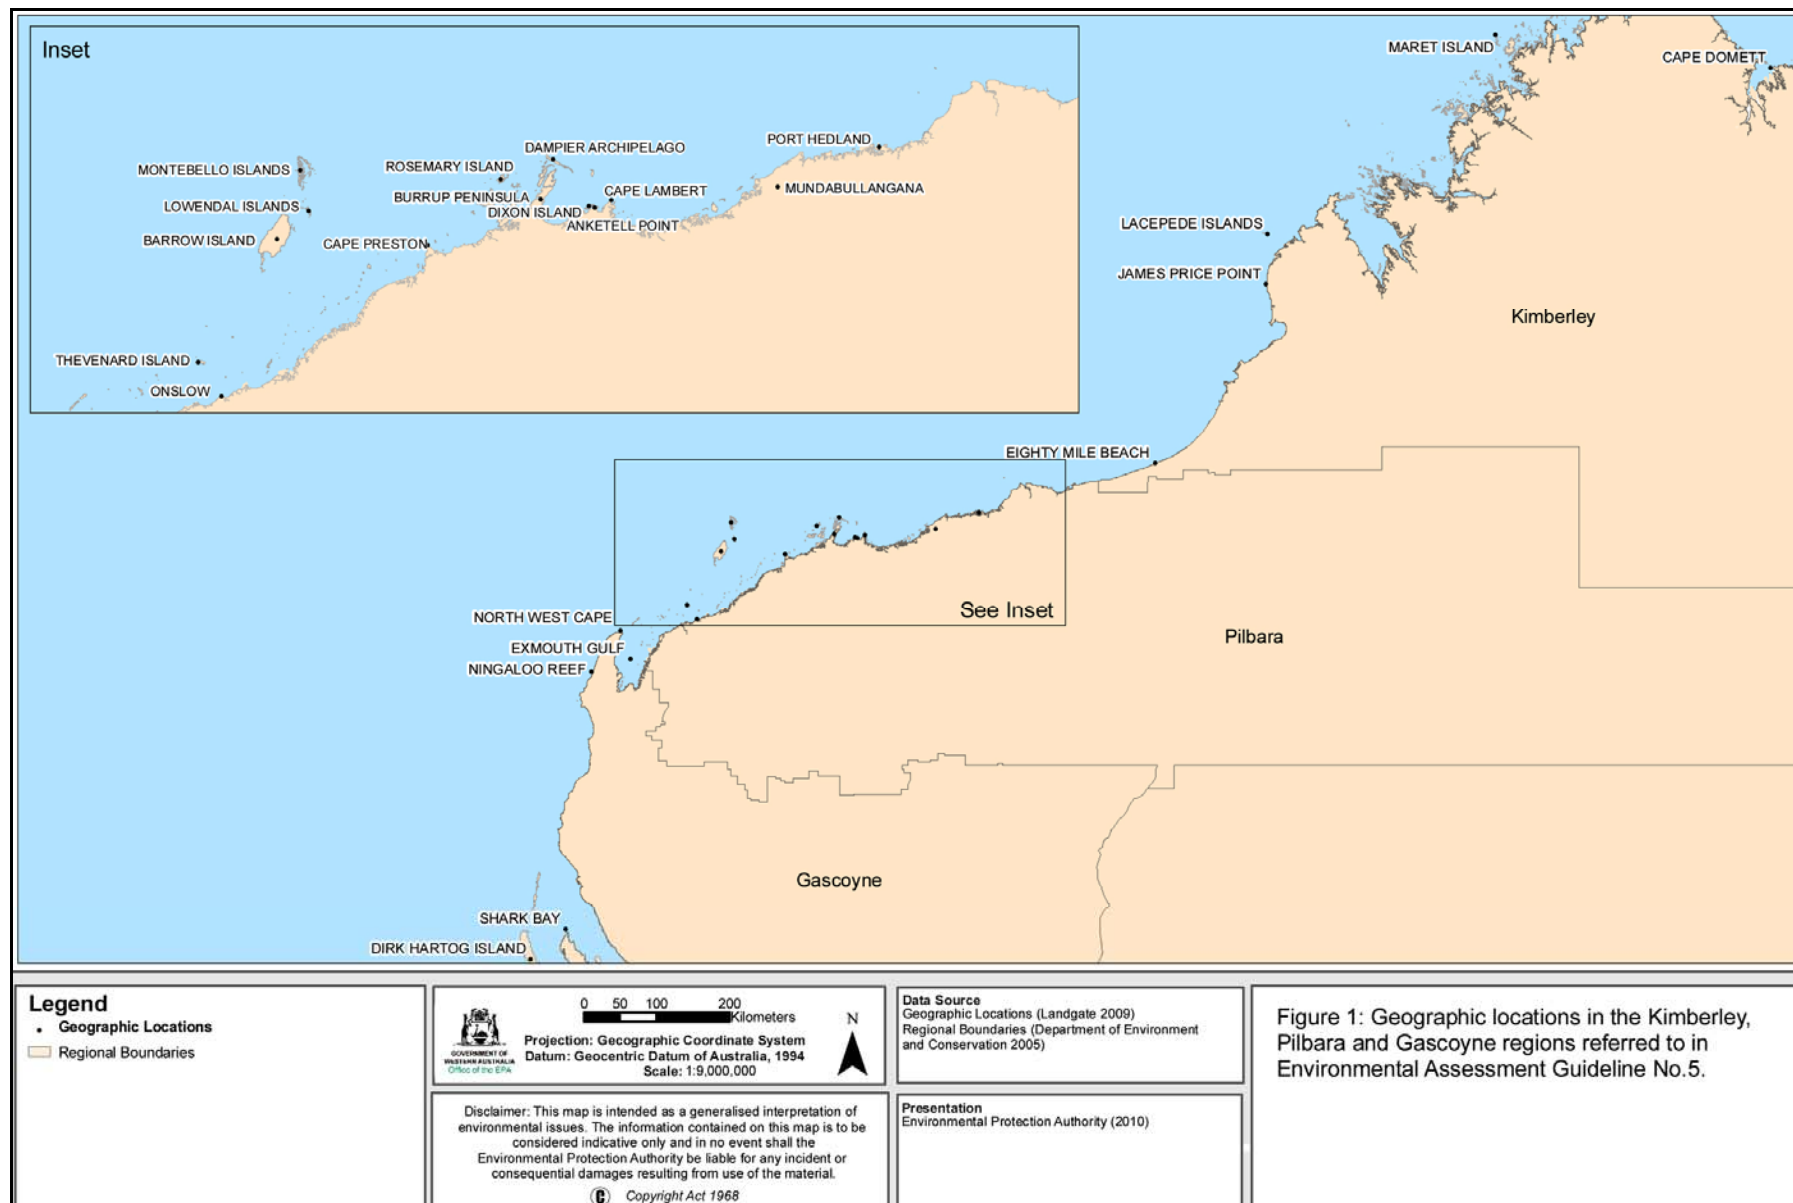 Inset
MONTEBELLO ISLANDS
LOWENDAL ISLANDS
BARROW ISLAND
ROSEMARY ISLAND
DAMPIER ARCHIPELAGO
BURRUP PENINSULA
DIXON ISLAND
CAPE LAMBERT
ANKETELL POINT
CAPE PRESTON
PORT HEDLAND
MUNDABULLANGANA
THEVENARD ISLAND
ONSLOW
MARET ISLAND
CAPE DOMETT
LACEPEDE ISLANDS
JAMES PRICE POINT
Kimberley
EIGHTY MILE BEACH
See Inset
NORTH WEST CAPE
EXMOUTH GULF
NINGALOO REEF
Pilbara
Gascoyne
SHARK BAY
DIRK HARTOG ISLAND
Legend
Geographic Locations
Regional Boundaries
GOVERNMENT OF
WESTERN AUSTRALIA
Office of the EPA
0 50 100 200
Kilometers
Projection: Geographic Coordinate System
Datum: Geocentric Datum of Australia, 1994
Scale: 1:9,000,000
N
Disclaimer: This map is intended as a generalised interpretation of
environmental issues. The information contained on this map is to be
considered indicative only and in no event shall the
Environmental Protection Authority be liable for any incident or
consequential damages resulting from use of the material.
© Copyright Act 1968
Data Source
Geographic Locations (Landgate 2009)
Regional Boundaries (Department of Environment
and Conservation 2005)
Presentation
Environmental Protection Authority (2010)
Figure 1: Geographic locations in the Kimberley,
Pilbara and Gascoyne regions referred to in
Environmental Assessment Guideline No.5.